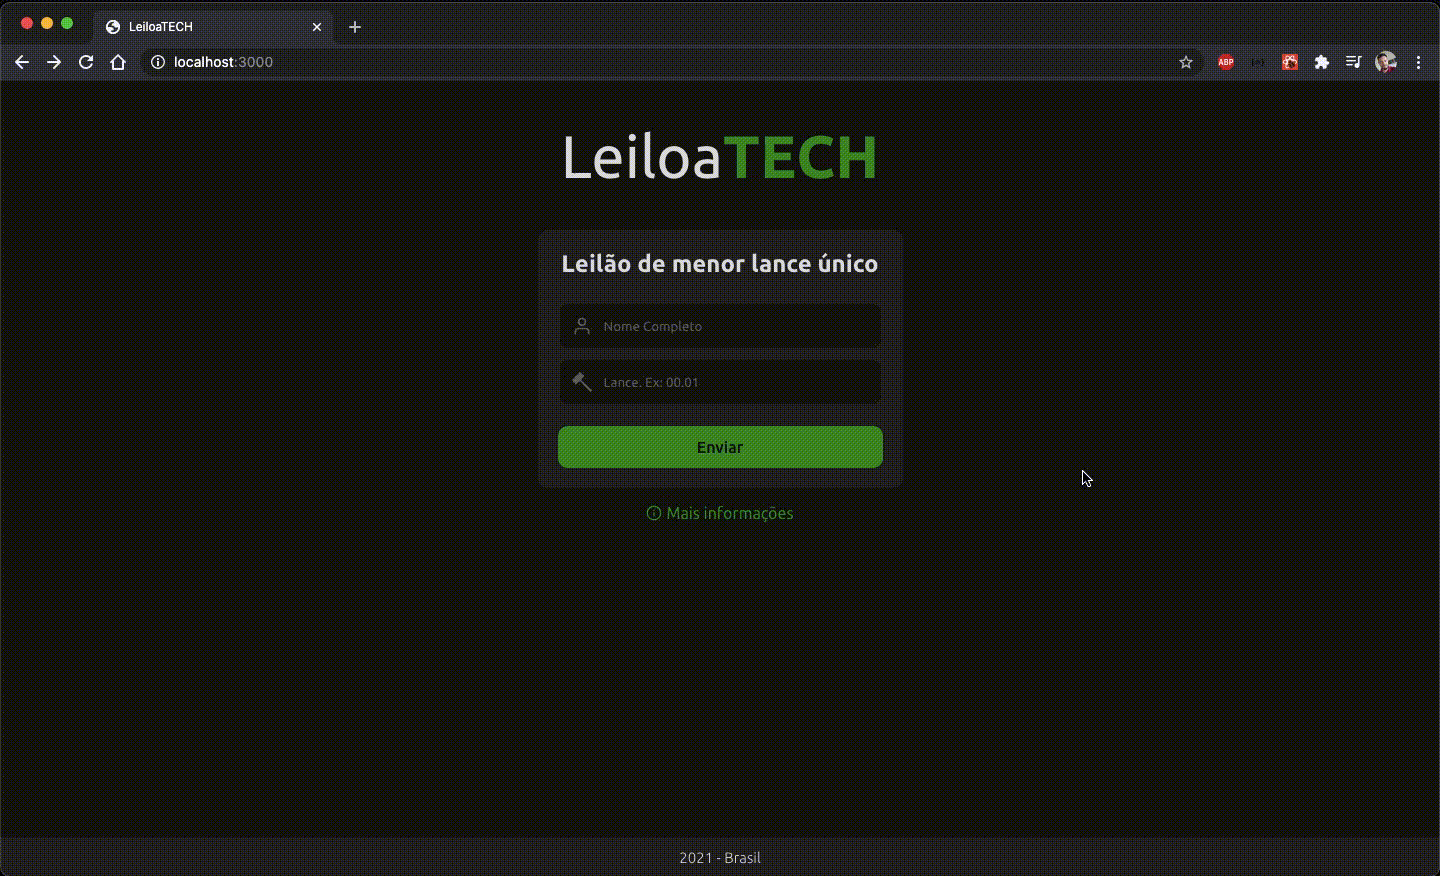 LeiloaTECH
localhost:3000
ABP
LeiloaTECH
Leilão de menor lance único
Nome Completo
Lance. Ex: 00.01
Enviar
Mais informações
2021 - Brasil